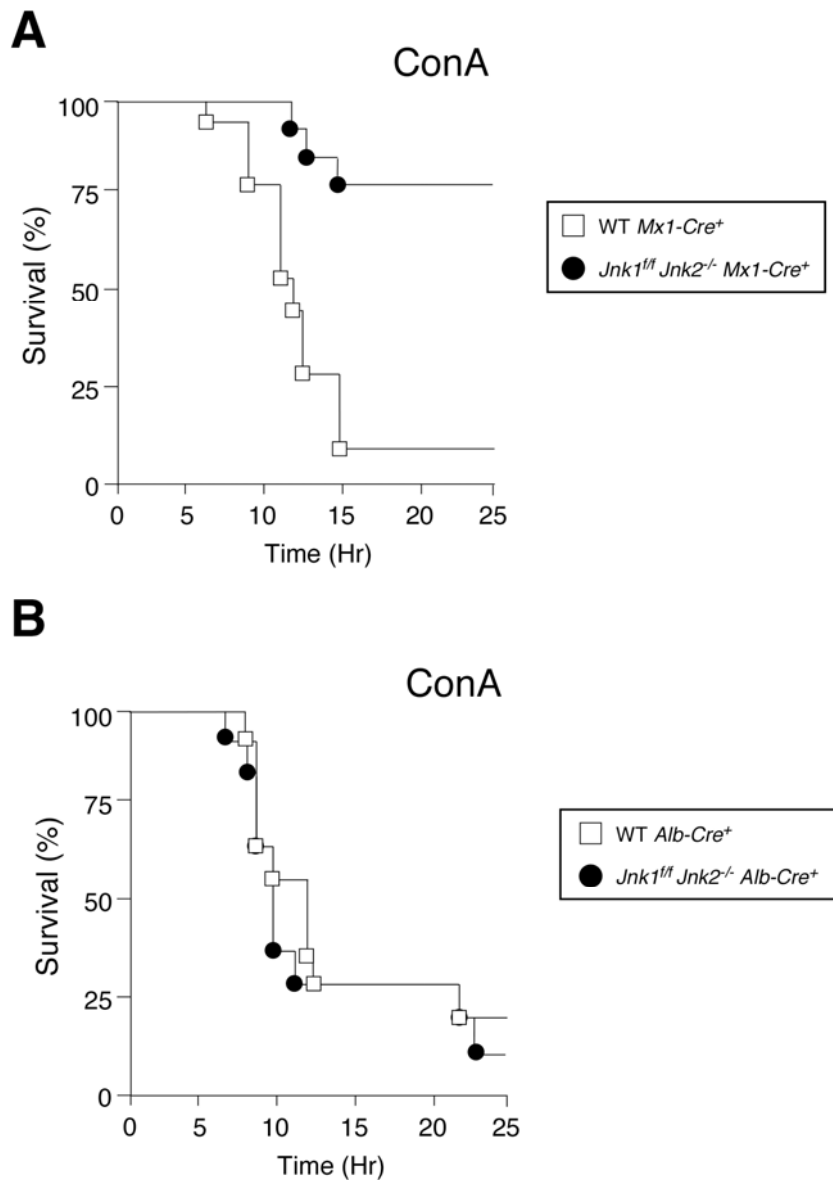 A
ConA
100
75
50
25
0
Survival (%)
0 5 10 15 20 25
Time (Hr)
WT Mx1-Cre⁺
Jnk1ᶠ/ᶠ Jnk2⁻/⁻ Mx1-Cre⁺
B
ConA
100
75
50
25
0
Survival (%)
0 5 10 15 20 25
Time (Hr)
WT Alb-Cre⁺
Jnk1ᶠ/ᶠ Jnk2⁻/⁻ Alb-Cre⁺